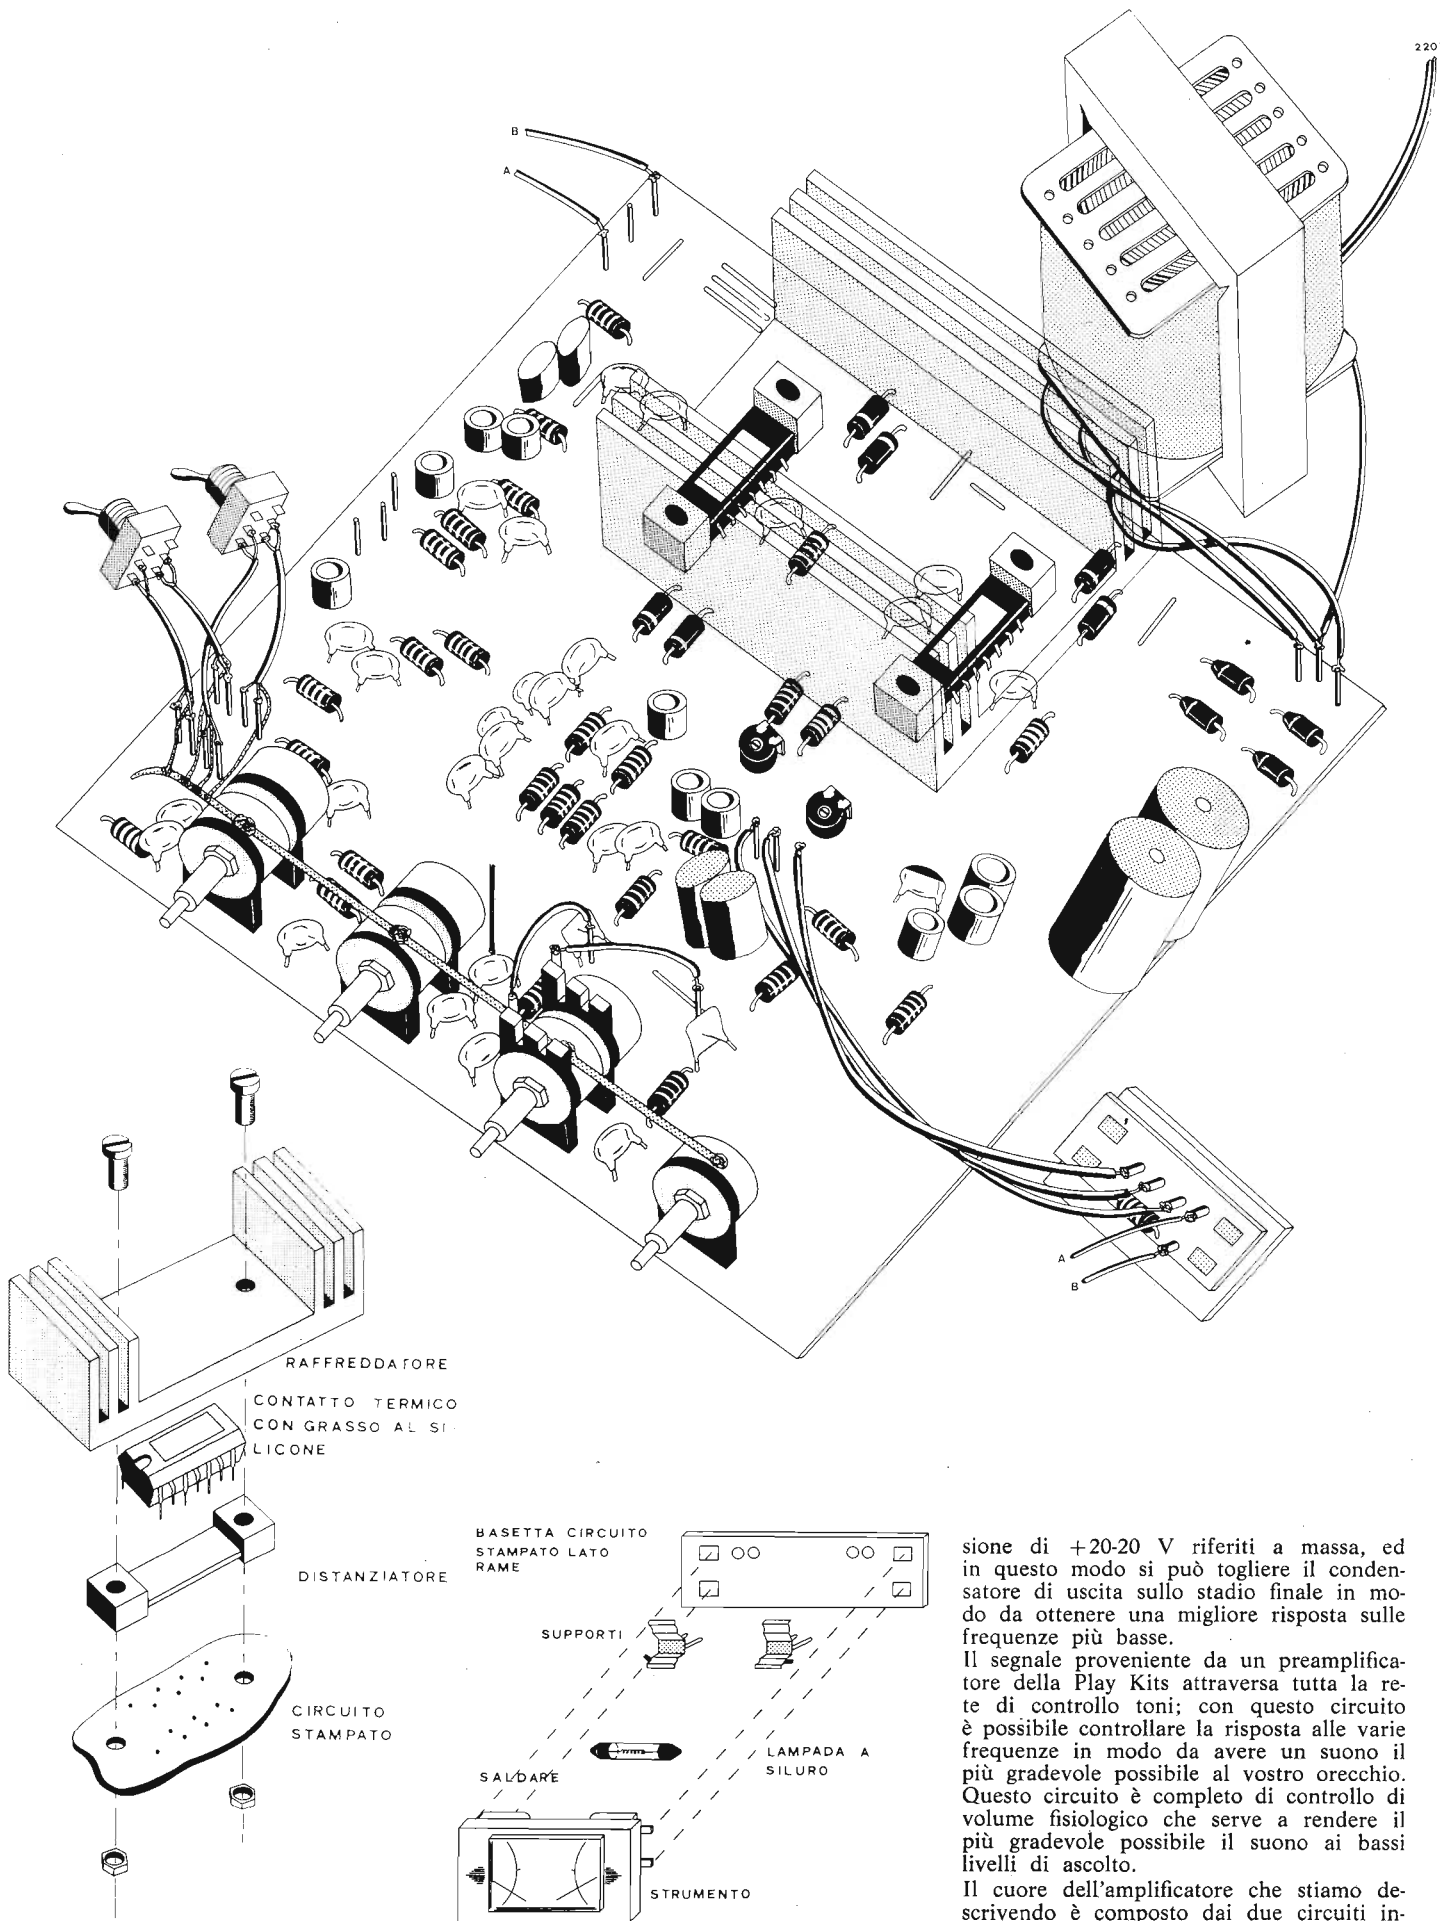 220
B
A
A
B
RAFFREDDATORE
CONTATTO TERMICO
CON GRASSO AL SI-
LICONE
DISTANZIATORE
CIRCUITO
STAMPATO
BASETTA CIRCUITO
STAMPATO LATO
RAME
SUPPORTI
SALDARE
LAMPADA A
SILURO
STRUMENTO
sione di +20-20 V riferiti a massa, ed
in questo modo si può togliere il conden-
satore di uscita sullo stadio finale in mo-
do da ottenere una migliore risposta sulle
frequenze più basse.
Il segnale proveniente da un preamplifica-
tore della Play Kits attraversa tutta la re-
te di controllo toni; con questo circuito
è possibile controllare la risposta alle varie
frequenze in modo da avere un suono il
più gradevole possibile al vostro orecchio.
Questo circuito è completo di controllo di
volume fisiologico che serve a rendere il
più gradevole possibile il suono ai bassi
livelli di ascolto.
Il cuore dell'amplificatore che stiamo de-
scrivendo è composto dai due circuiti in-